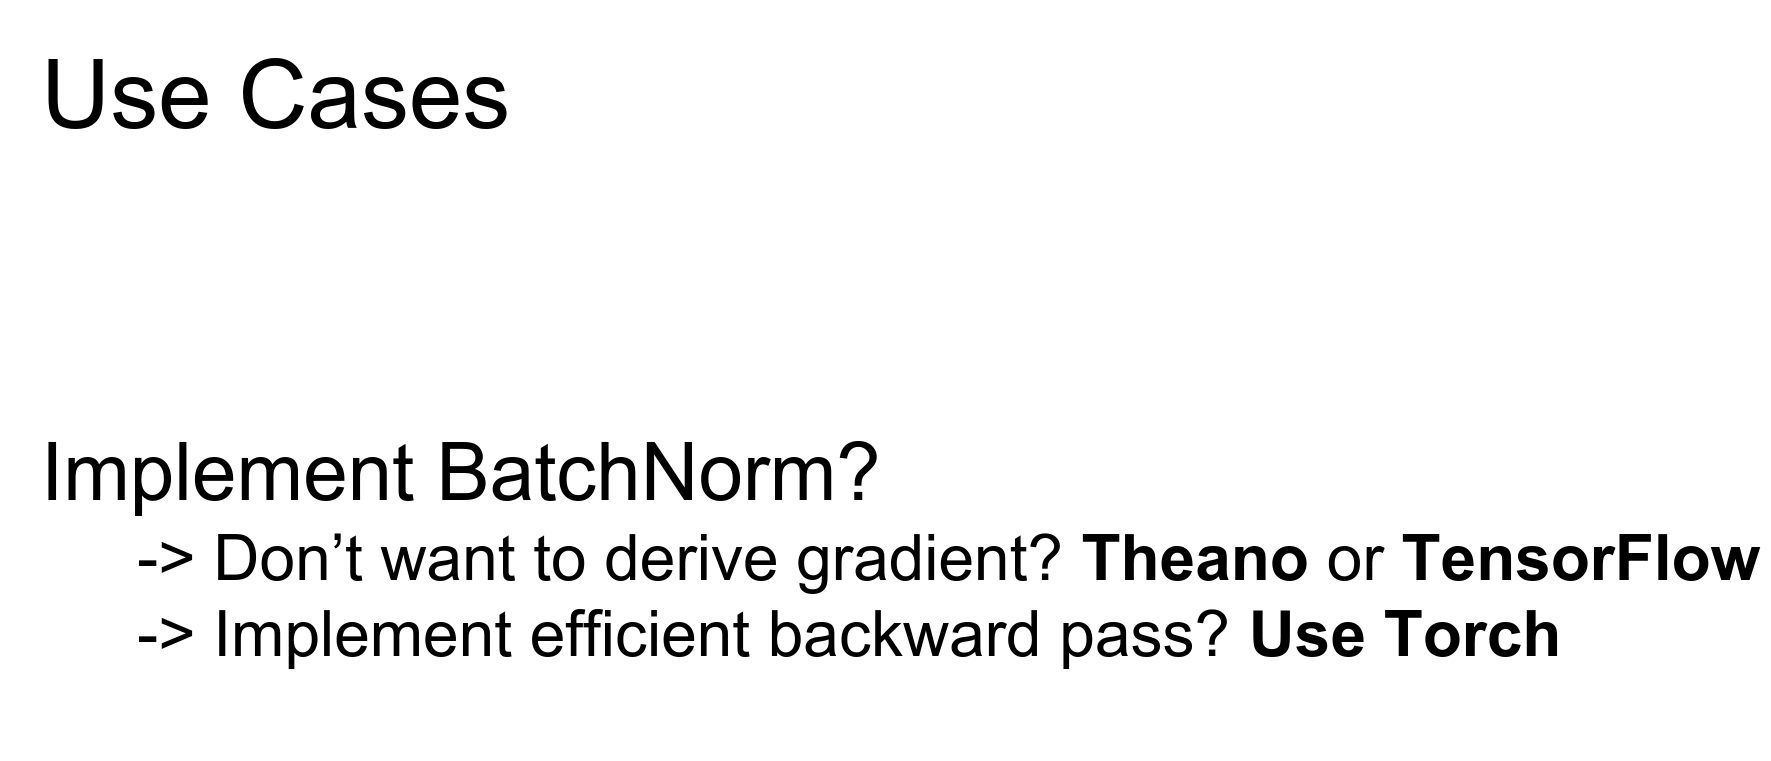 Use Cases
Implement BatchNorm?
-> Don’t want to derive gradient? Theano or TensorFlow
-> Implement efficient backward pass? Use Torch